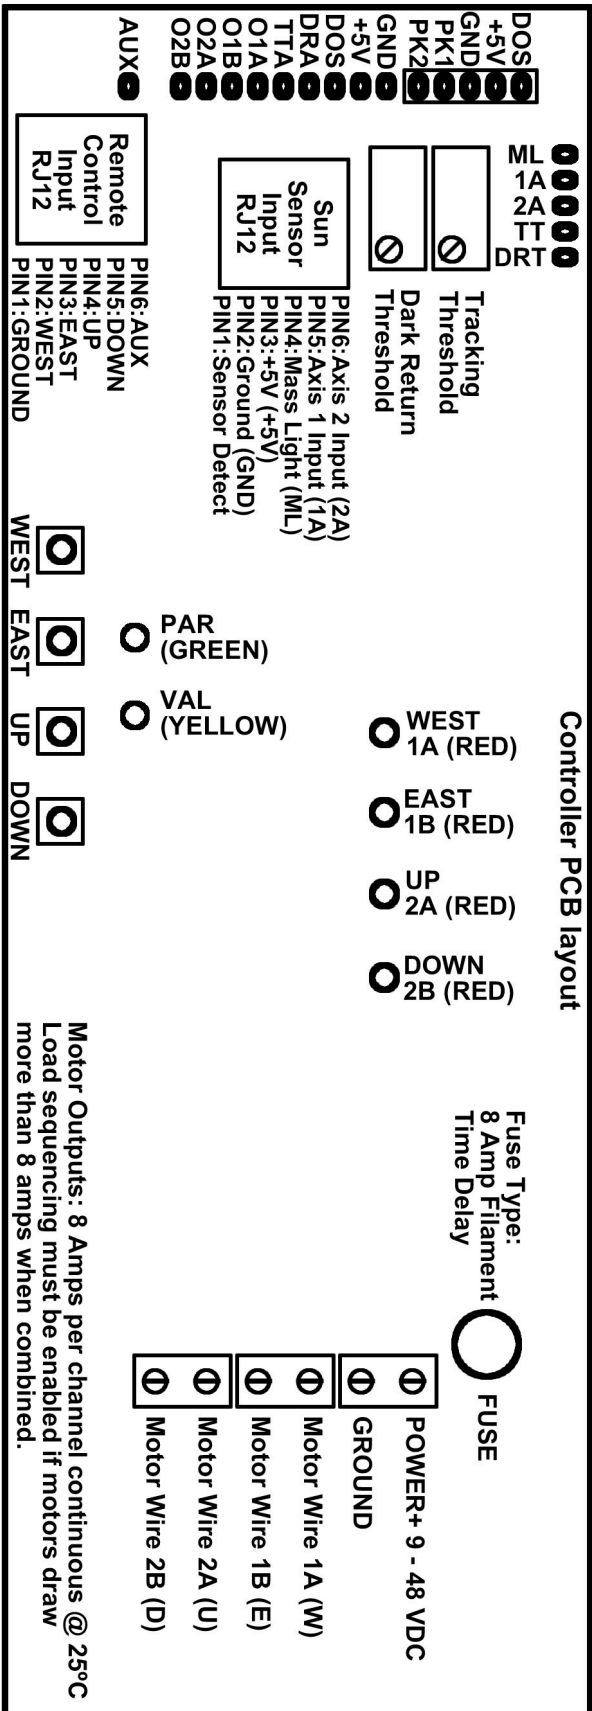 Controller PCB layout
DOS
+5V
GND
PK1
PK2
GND
+5V
DOS
DRA
TTA
O1A
O1B
O2A
O2B
AUX
ML
1A
2A
TT
DRT
Tracking
Threshold
Dark Return
Threshold
Sun
Sensor
Input
RJ12
PIN6:Axis 2 Input (2A)
PIN5:Axis 1 Input (1A)
PIN4:Mass Light (ML)
PIN3:+5V (+5V)
PIN2:Ground (GND)
PIN1:Sensor Detect
Remote
Control
Input
RJ12
PIN6:AUX
PIN5:DOWN
PIN4:UP
PIN3:EAST
PIN2:WEST
PIN1:GROUND
WEST
EAST
UP
DOWN
PAR
(GREEN)
VAL
(YELLOW)
WEST
1A (RED)
EAST
1B (RED)
UP
2A (RED)
DOWN
2B (RED)
Fuse Type:
8 Amp Filament
Time Delay
FUSE
POWER+ 9 - 48 VDC
GROUND
Motor Wire 1A (W)
Motor Wire 1B (E)
Motor Wire 2A (U)
Motor Wire 2B (D)
Motor Outputs: 8 Amps per channel continuous @ 25ºC
Load sequencing must be enabled if motors draw
more than 8 amps when combined.